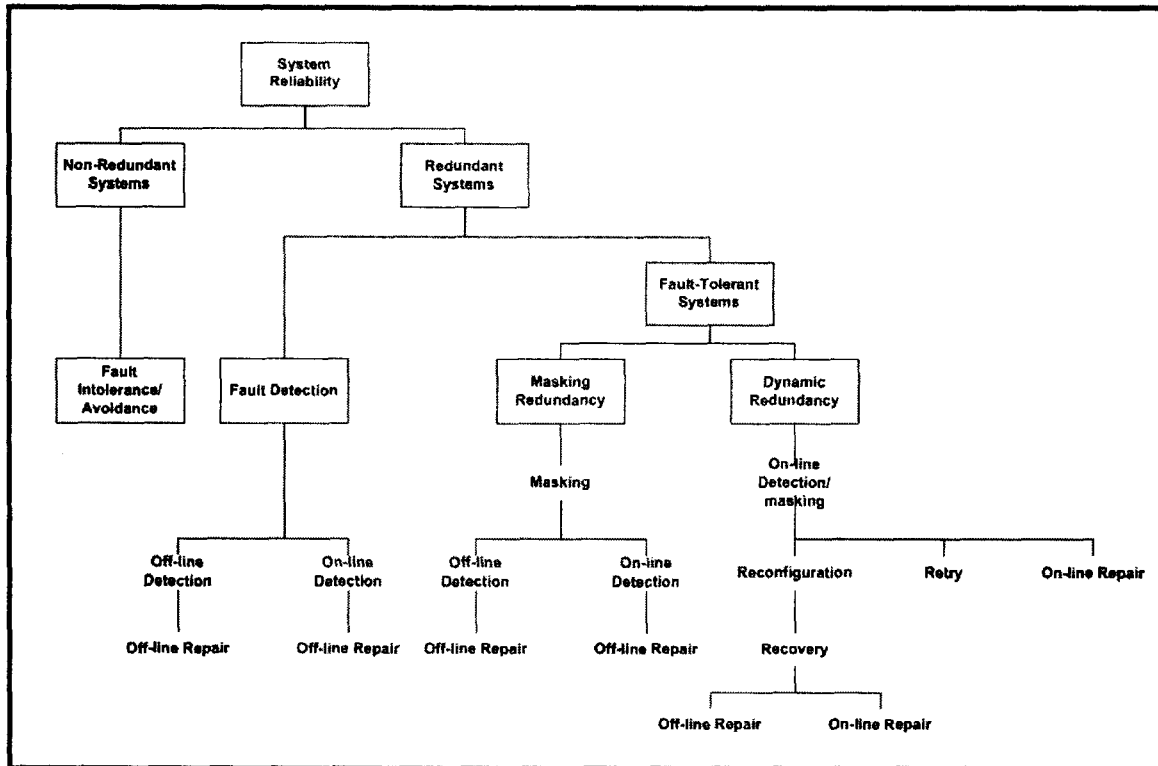 System
Reliability
Non-Redundant
Systems
Redundant
Systems
Fault-Tolerant
Systems
Fault
Intolerance/
Avoidance
Fault Detection
Masking
Redundancy
Dynamic
Redundancy
Masking
On-line
Detection/
masking
Off-line
Detection
On-line
Detection
Off-line
Detection
On-line
Detection
Reconfiguration
Retry
On-line Repair
Off-line Repair
Off-line Repair
Off-line Repair
Off-line Repair
Recovery
Off-line Repair
On-line Repair